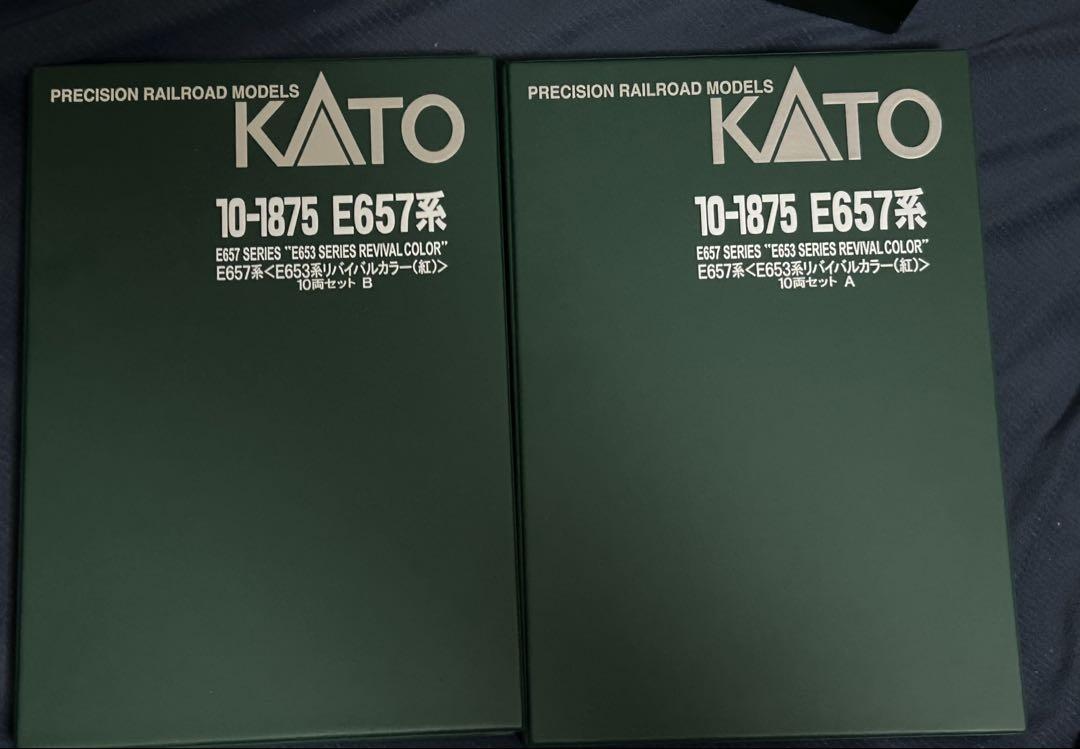 PRECISION RAILROAD MODELS
KATO
10-1875 E657系
E657 SERIES "E653 SERIES REVIVAL COLOR"
E657系<E653系リバイバルカラー(紅)>
10両セット B
PRECISION RAILROAD MODELS
KATO
10-1875 E657系
E657 SERIES "E653 SERIES REVIVAL COLOR"
E657系<E653系リバイバルカラー(紅)>
10両セット A